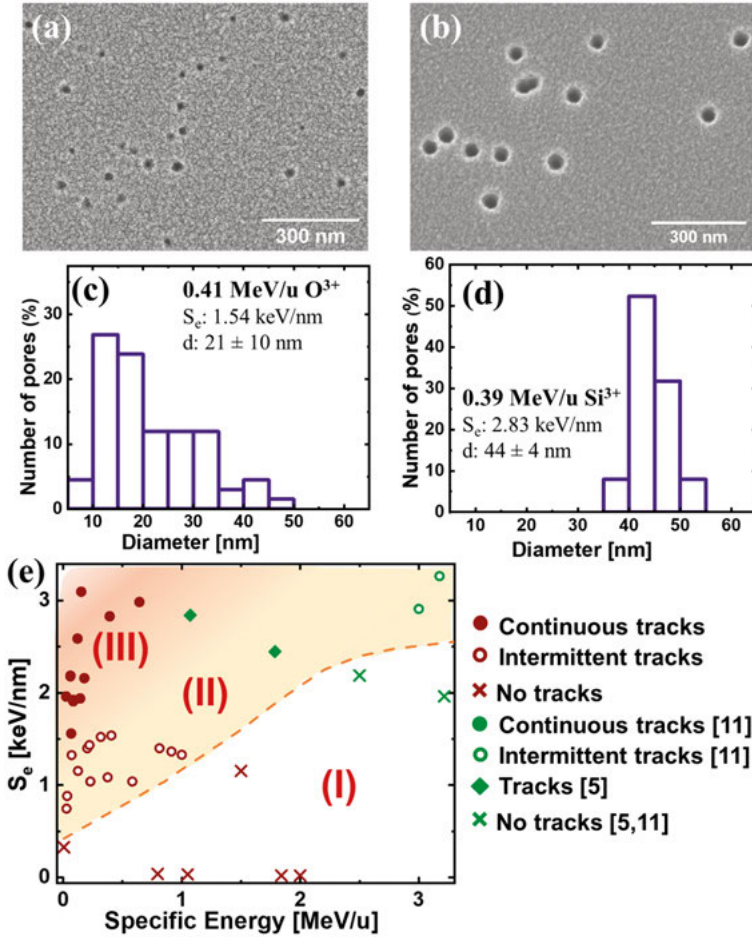 (a)
300 nm
(b)
300 nm
(c)
0.41 MeV/u O³⁺
Sₑ: 1.54 keV/nm
d: 21 ± 10 nm
Number of pores (%)
30
20
10
0
10 20 30 40 50 60
Diameter [nm]
(d)
0.39 MeV/u Si³⁺
Sₑ: 2.83 keV/nm
d: 44 ± 4 nm
Number of pores (%)
60
50
40
30
20
10
0
10 20 30 40 50 60
Diameter [nm]
(e)
Sₑ [keV/nm]
3
2
1
0
(III)
(II)
(I)
0 1 2 3
Specific Energy [MeV/u]
Continuous tracks
Intermittent tracks
No tracks
Continuous tracks [11]
Intermittent tracks [11]
Tracks [5]
No tracks [5,11]